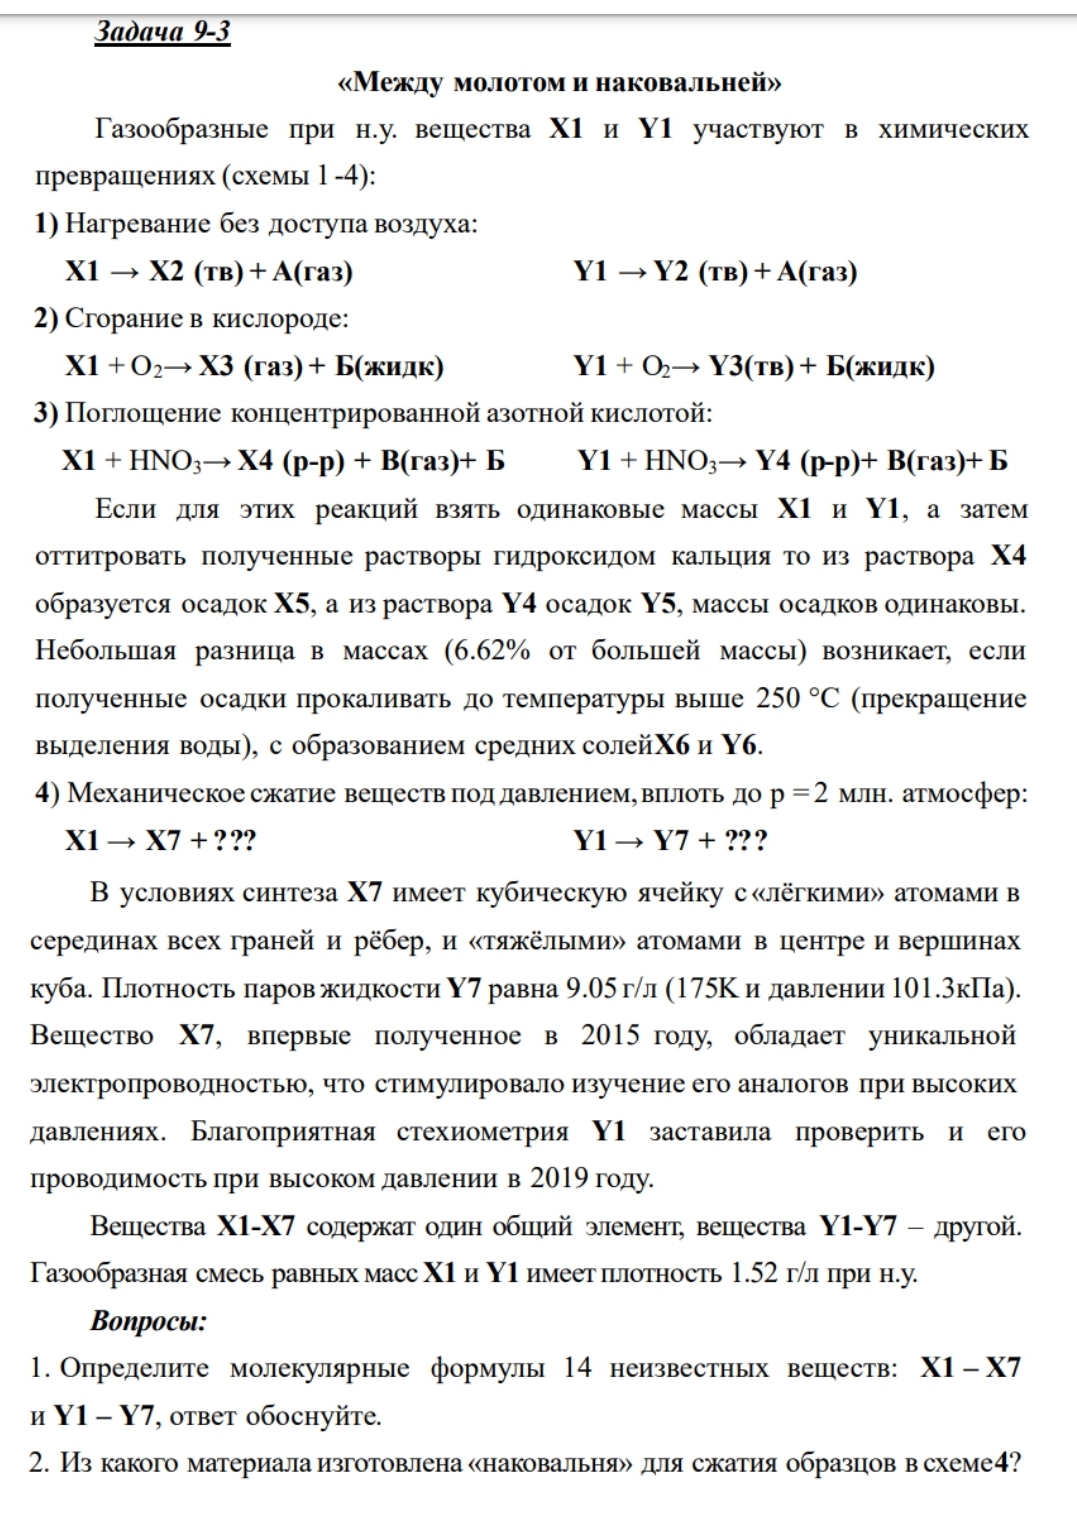 Задача 9-3
«Между молотом и наковальней»
Газообразные при н.у. вещества X1 и Y1 участвуют в химических
превращениях (схемы 1-4):
1) Нагревание без доступа воздуха:
X1 → X2 (тв) + А(газ) Y1 → Y2 (тв) + А(газ)
2) Сгорание в кислороде:
X1 + O₂→ X3 (газ) + Б(жидк) Y1 + O₂→ Y3(тв) + Б(жидк)
3) Поглощение концентрированной азотной кислотой:
X1 + HNO₃→ X4 (р-р) + В(газ)+ Б Y1 + HNO₃→ Y4 (р-р)+ В(газ)+ Б
Если для этих реакций взять одинаковые массы X1 и Y1, а затем
оттитровать полученные растворы гидроксидом кальция то из раствора X4
образуется осадок X5, а из раствора Y4 осадок Y5, массы осадков одинаковы.
Небольшая разница в массах (6.62% от большей массы) возникает, если
полученные осадки прокаливать до температуры выше 250 °C (прекращение
выделения воды), с образованием средних солейX6 и Y6.
4) Механическое сжатие веществ под давлением, вплоть до p = 2 млн. атмосфер:
X1 → X7 + ??? Y1 → Y7 + ???
В условиях синтеза X7 имеет кубическую ячейку с «лёгкими» атомами в
серединах всех граней и рёбер, и «тяжёлыми» атомами в центре и вершинах
куба. Плотность паров жидкости Y7 равна 9.05 г/л (175K и давлении 101.3кПа).
Вещество X7, впервые полученное в 2015 году, обладает уникальной
электропроводностью, что стимулировало изучение его аналогов при высоких
давлениях. Благоприятная стехиометрия Y1 заставила проверить и его
проводимость при высоком давлении в 2019 году.
Вещества X1-X7 содержат один общий элемент, вещества Y1-Y7 – другой.
Газообразная смесь равных масс X1 и Y1 имеет плотность 1.52 г/л при н.у.
Вопросы:
1. Определите молекулярные формулы 14 неизвестных веществ: X1 – X7
и Y1 – Y7, ответ обоснуйте.
2. Из какого материала изготовлена «наковальня» для сжатия образцов в схеме4?